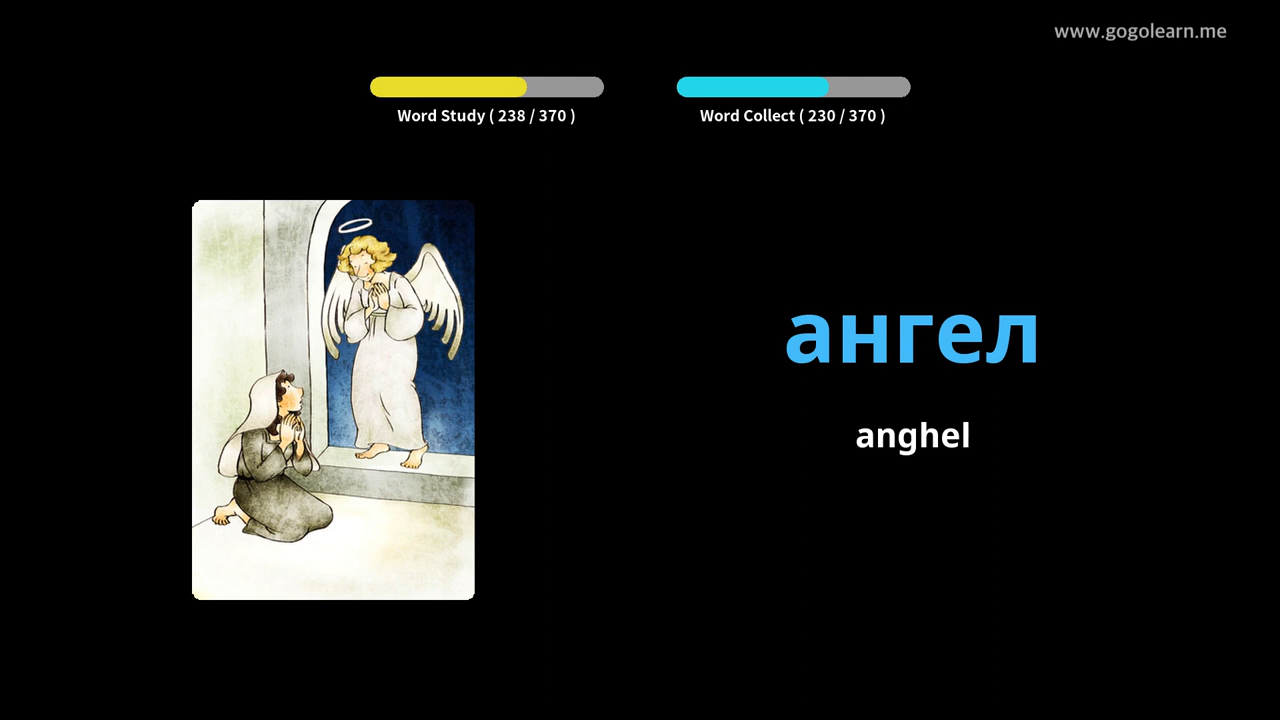 www.gogolearn.me
Word Study ( 238 / 370 )
Word Collect ( 230 / 370 )
ангел
anghel